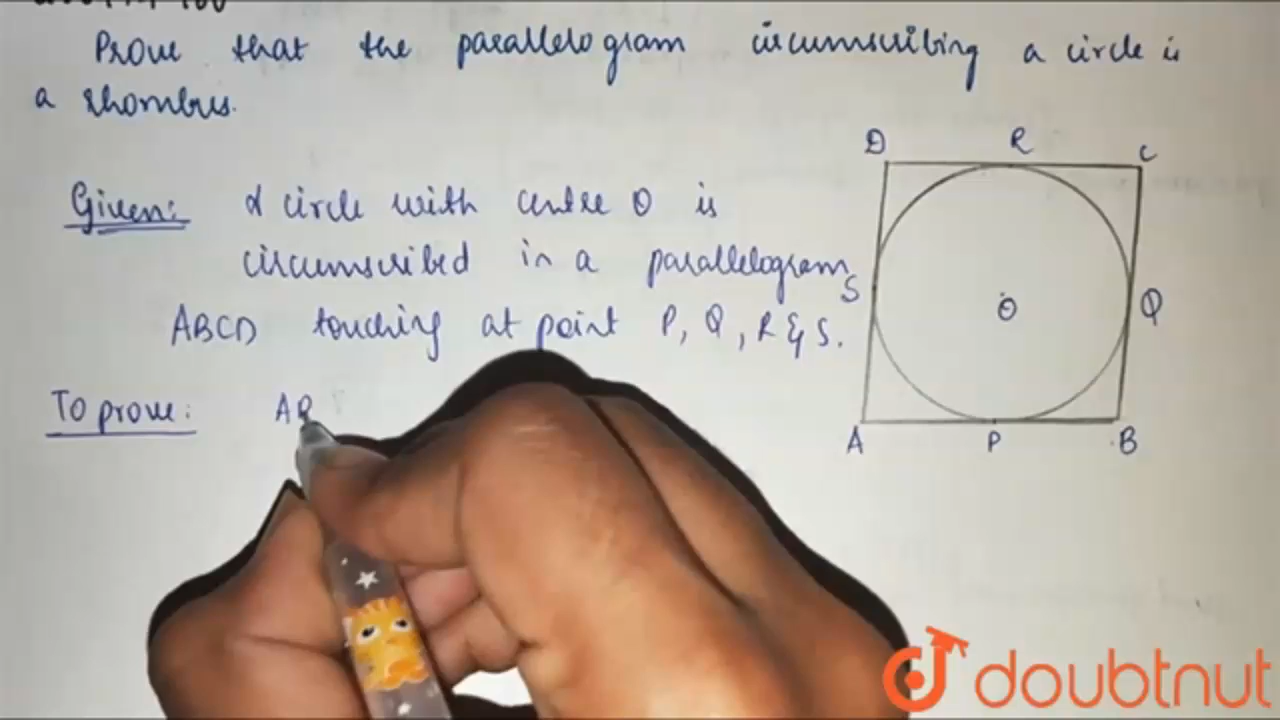 Prove that the parallelogram circumscribing a circle is
a rhombus.
D R C
Given: A circle with centre O is
circumscribed in a parallelogram
S O Q
ABCD touching at point P, Q, R & S.
To prove: AB
A P B
doubtnut